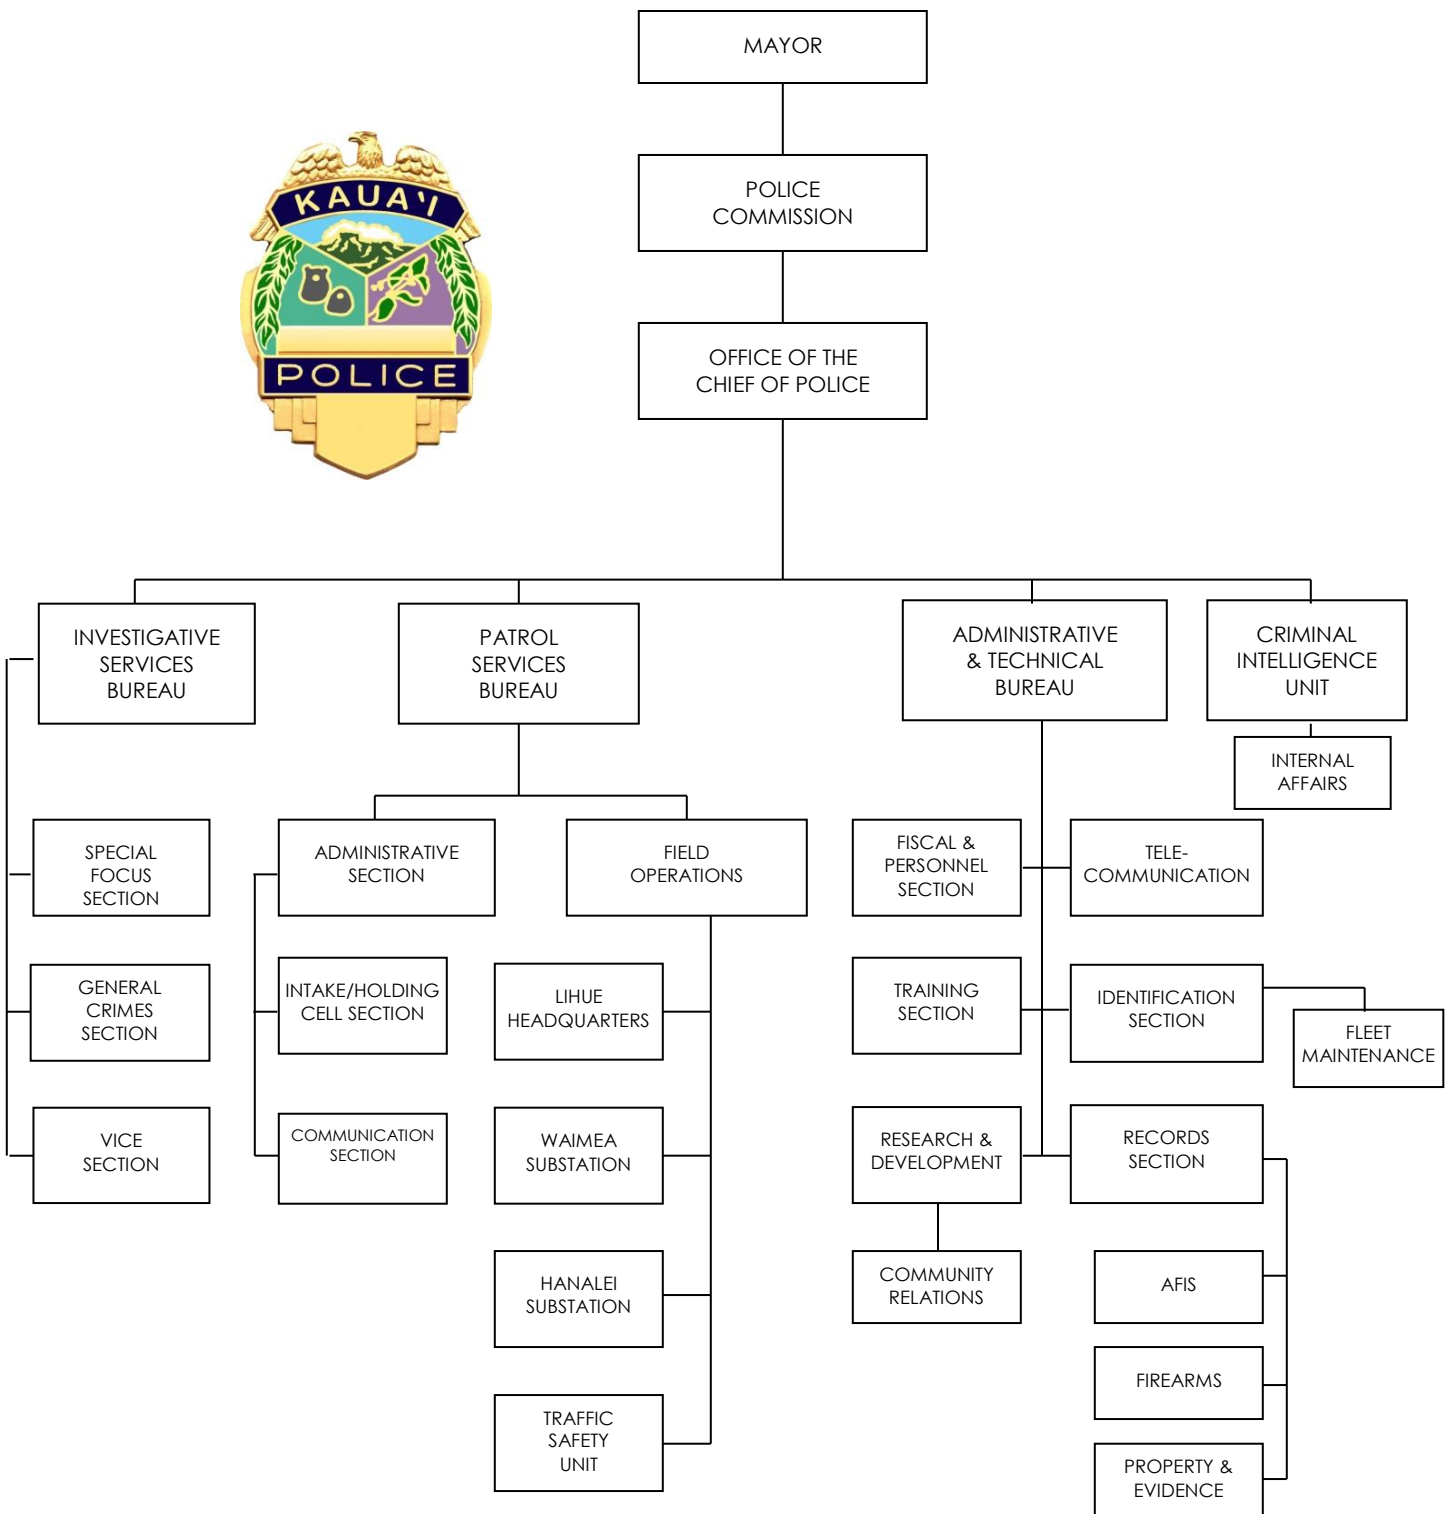 MAYOR
KAUA'I
POLICE
POLICE
COMMISSION
OFFICE OF THE
CHIEF OF POLICE
INVESTIGATIVE
SERVICES
BUREAU
PATROL
SERVICES
BUREAU
ADMINISTRATIVE
& TECHNICAL
BUREAU
CRIMINAL
INTELLIGENCE
UNIT
INTERNAL
AFFAIRS
SPECIAL
FOCUS
SECTION
GENERAL
CRIMES
SECTION
VICE
SECTION
ADMINISTRATIVE
SECTION
INTAKE/HOLDING
CELL SECTION
COMMUNICATION
SECTION
FIELD
OPERATIONS
LIHUE
HEADQUARTERS
WAIMEA
SUBSTATION
HANALEI
SUBSTATION
TRAFFIC
SAFETY
UNIT
FISCAL &
PERSONNEL
SECTION
TRAINING
SECTION
RESEARCH &
DEVELOPMENT
COMMUNITY
RELATIONS
TELE-
COMMUNICATION
IDENTIFICATION
SECTION
FLEET
MAINTENANCE
RECORDS
SECTION
AFIS
FIREARMS
PROPERTY &
EVIDENCE